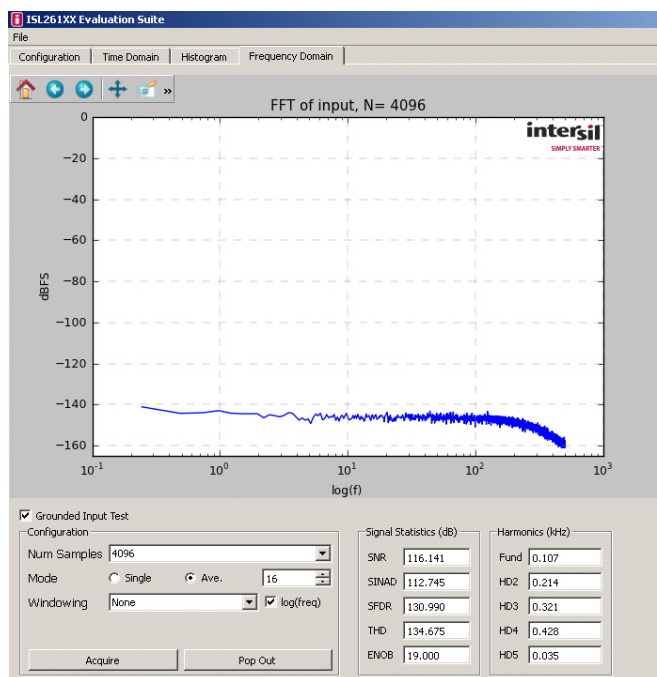 ISL261XX Evaluation Suite
File
Configuration Time Domain Histogram Frequency Domain
»
FFT of input, N= 4096
intersil
SIMPLY SMARTER
0
−20
−40
−60
−80
−100
−120
−140
−160
dBFS
10⁻¹ 10⁰ 10¹ 10² 10³
log(f)
Grounded Input Test
Configuration Signal Statistics (dB) Harmonics (kHz)
Num Samples 4096 SNR 116.141 Fund 0.107
Mode Single Ave. 16 SINAD 112.745 HD2 0.214
Windowing None log(freq) SFDR 130.990 HD3 0.321
THD 134.675 HD4 0.428
Acquire Pop Out ENOB 19.000 HD5 0.035